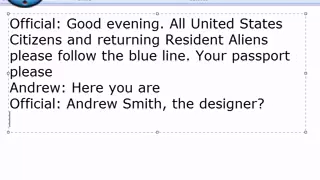 Official: Good evening. All United States
Citizens and returning Resident Aliens
please follow the blue line. Your passport
please
Andrew: Here you are
Official: Andrew Smith, the designer?